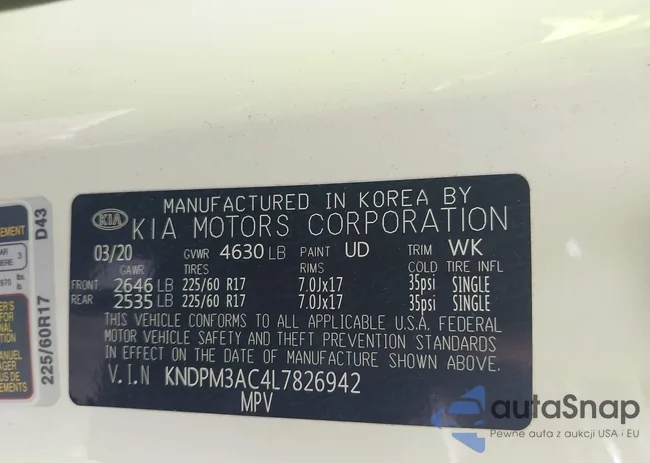 MANUFACTURED IN KOREA BY
KIA KIA MOTORS CORPORATION
03/20 GVWR 4630 LB PAINT UD TRIM WK
GAWR TIRES RIMS COLD TIRE INFL
FRONT 2646 LB 225/60 R17 7.0Jx17 35psi SINGLE
REAR 2535 LB 225/60 R17 7.0Jx17 35psi SINGLE
THIS VEHICLE CONFORMS TO ALL APPLICABLE U.S.A. FEDERAL
MOTOR VEHICLE SAFETY AND THEFT PREVENTION STANDARDS
IN EFFECT ON THE DATE OF MANUFACTURE SHOWN ABOVE.
V.I.N KNDPM3AC4L7826942
MPV
225/60R17 D43
autaSnap
Pewne auta z aukcji USA i EU